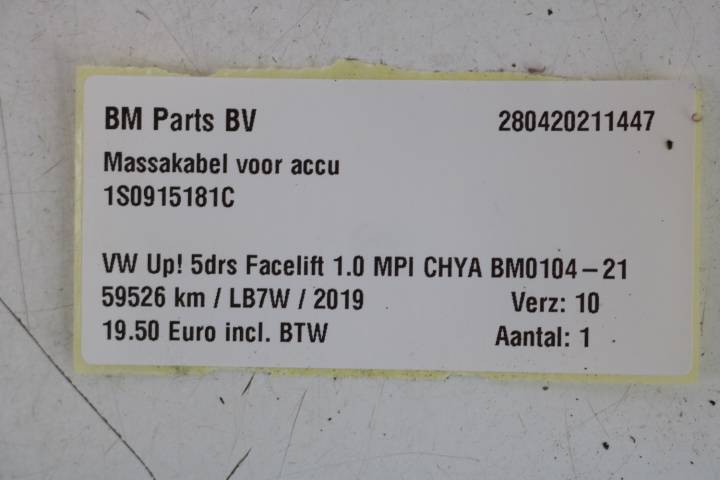 BM Parts BV 280420211447
Massakabel voor accu
1S0915181C
VW Up! 5drs Facelift 1.0 MPI CHYA BM0104-21
59526 km / LB7W / 2019 Verz: 10
19.50 Euro incl. BTW Aantal: 1